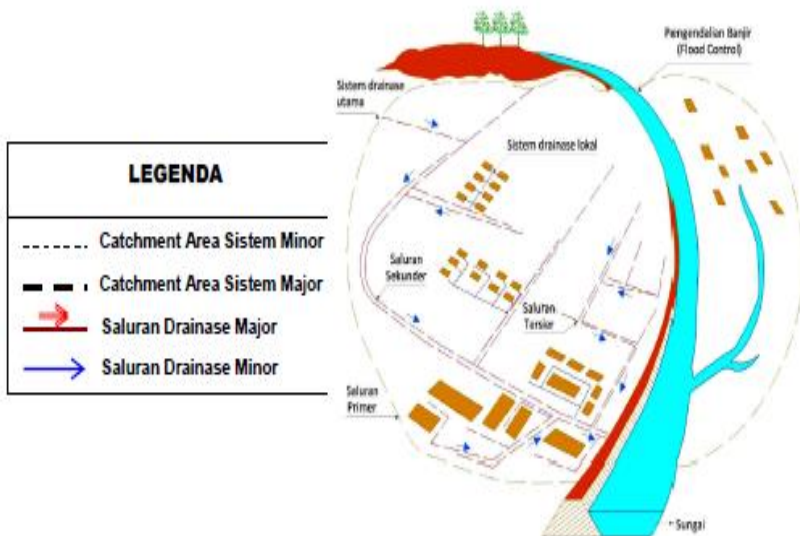 LEGENDA
Catchment Area Sistem Minor
Catchment Area Sistem Major
Saluran Drainase Major
Saluran Drainase Minor
Pengendalian Banjir
(Flood Control)
Sistem drainase
utama
Sistem drainase lokal
Saluran
Sekunder
Saluran
Tersier
Saluran
Primer
Sungai